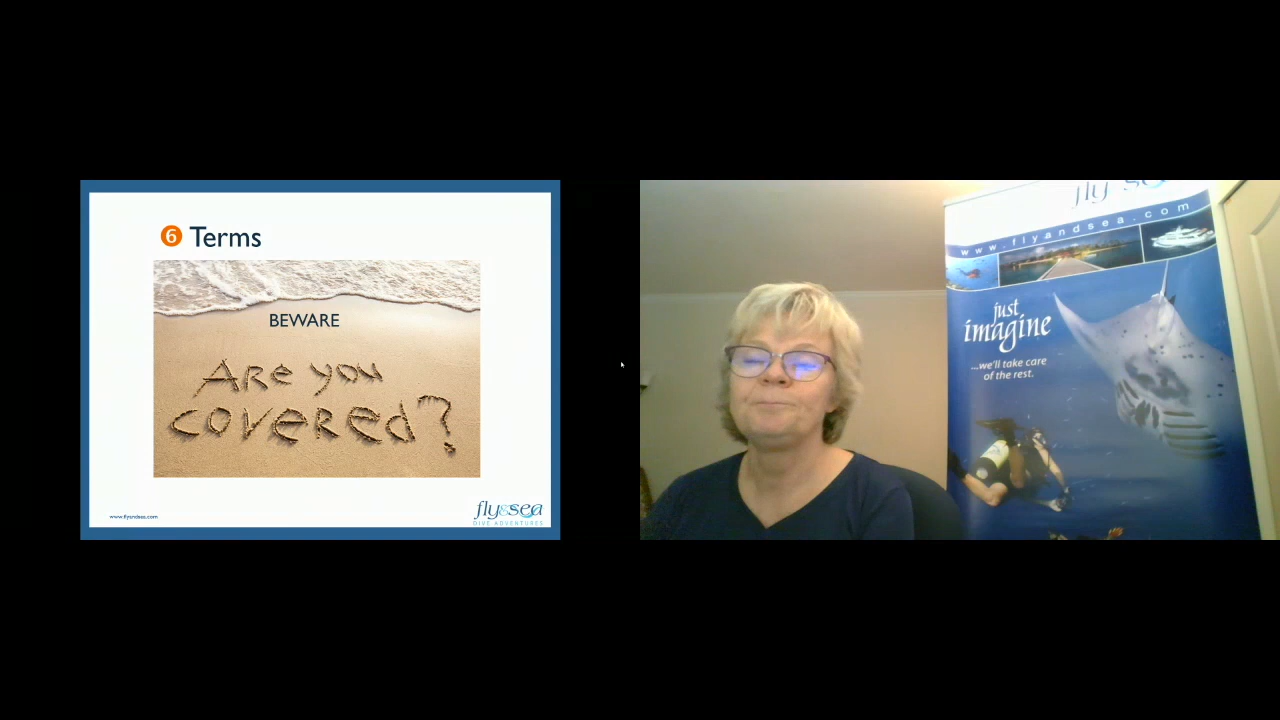 6 Terms
BEWARE
Are you
covered?
www.flyandsea.com
fly&sea
DIVE ADVENTURES
fly sea
www.flyandsea.com
just
imagine
...we'll take care
of the rest.